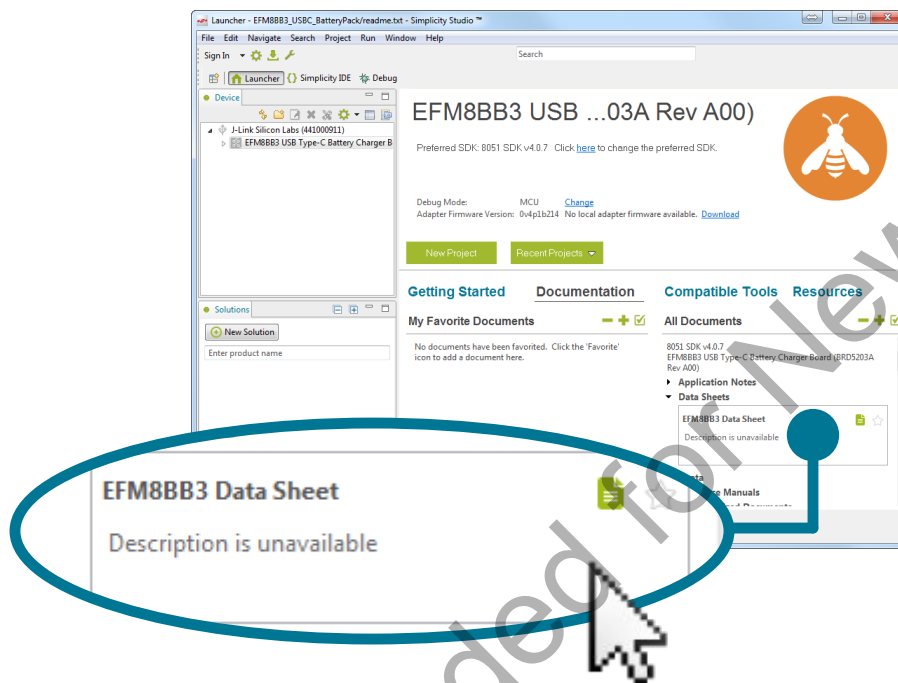 Launcher - EFM8BB3_USBC_BatteryPack/readme.txt - Simplicity Studio ™
File Edit Navigate Search Project Run Window Help
Sign In
Search
Launcher {} Simplicity IDE Debug
Device
J-Link Silicon Labs (441000911)
EFM8BB3 USB Type-C Battery Charger B
EFM8BB3 USB ...03A Rev A00)
Preferred SDK: 8051 SDK v4.0.7 Click here to change the preferred SDK.
Debug Mode: MCU Change
Adapter Firmware Version: 0v4p1b214 No local adapter firmware available. Download
New Project Recent Projects
Getting Started Documentation Compatible Tools Resources
Solutions
New Solution
Enter product name
My Favorite Documents
No documents have been favorited. Click the 'Favorite'
icon to add a document here.
All Documents
8051 SDK v4.0.7
EFM8BB3 USB Type-C Battery Charger Board (BRD5203A
Rev A00)
Application Notes
Data Sheets
EFM8BB3 Data Sheet
Description is unavailable
Manuals
EFM8BB3 Data Sheet
Description is unavailable
ded for New